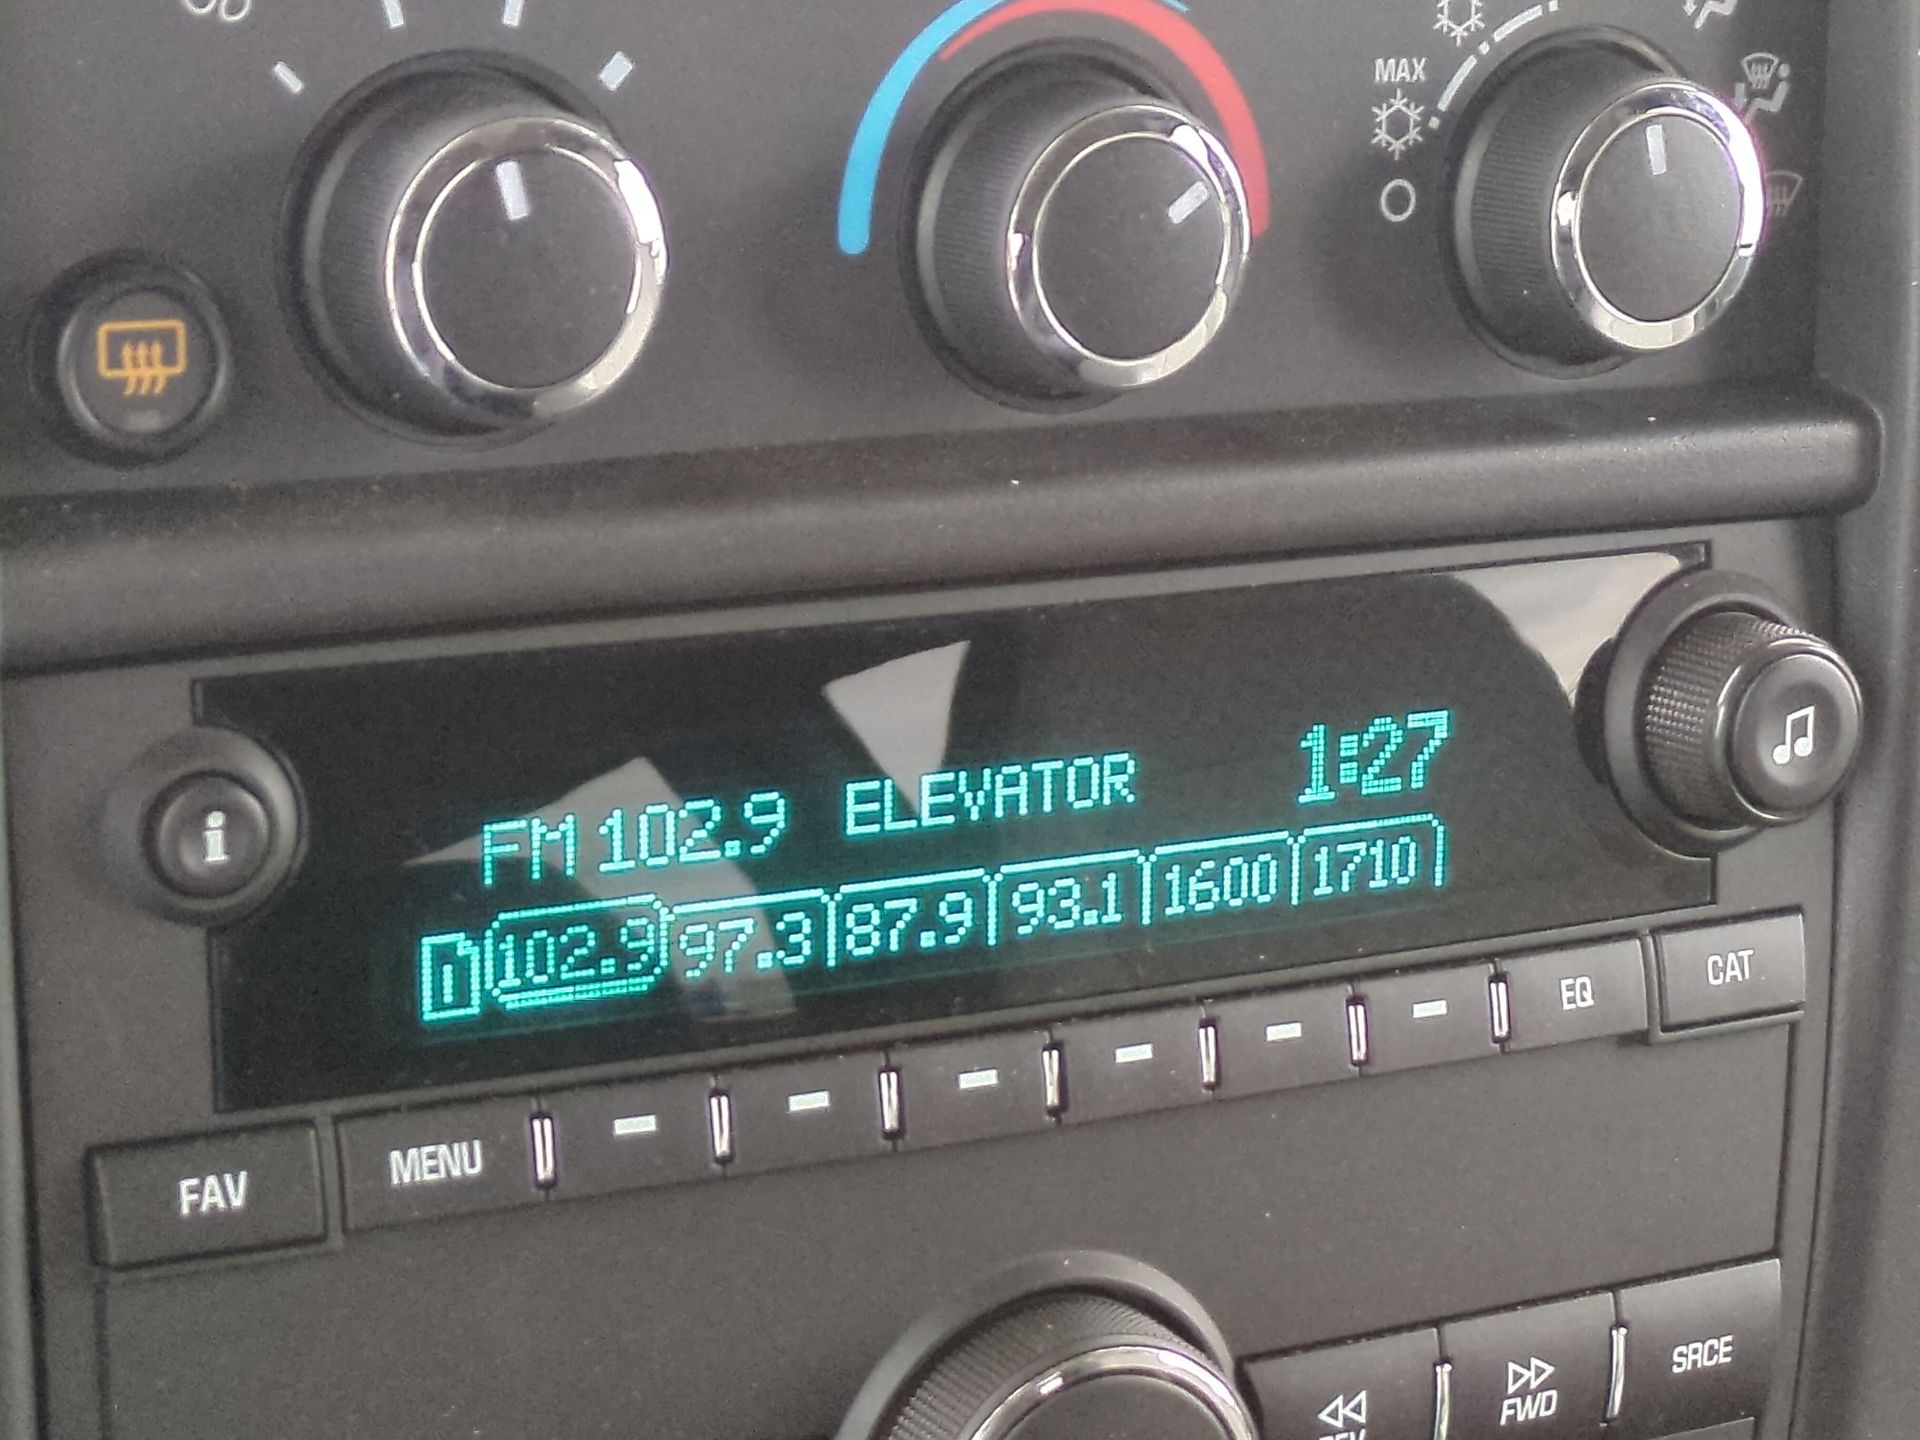 MAX
FM 102.9 ELEVATOR 1:27
1 102.9 97.3 87.9 93.1 1600 1710
i
FAV MENU EQ CAT
FWD SRCE